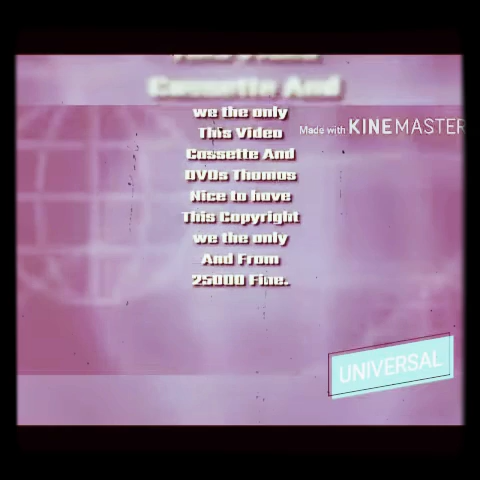 Cassette And
we the only
This Video
Made with KINEMASTER
Cassette And
DVDs Thomas
Nice to have
This Copyright
we the only
And From
25000 Fine.
UNIVERSAL